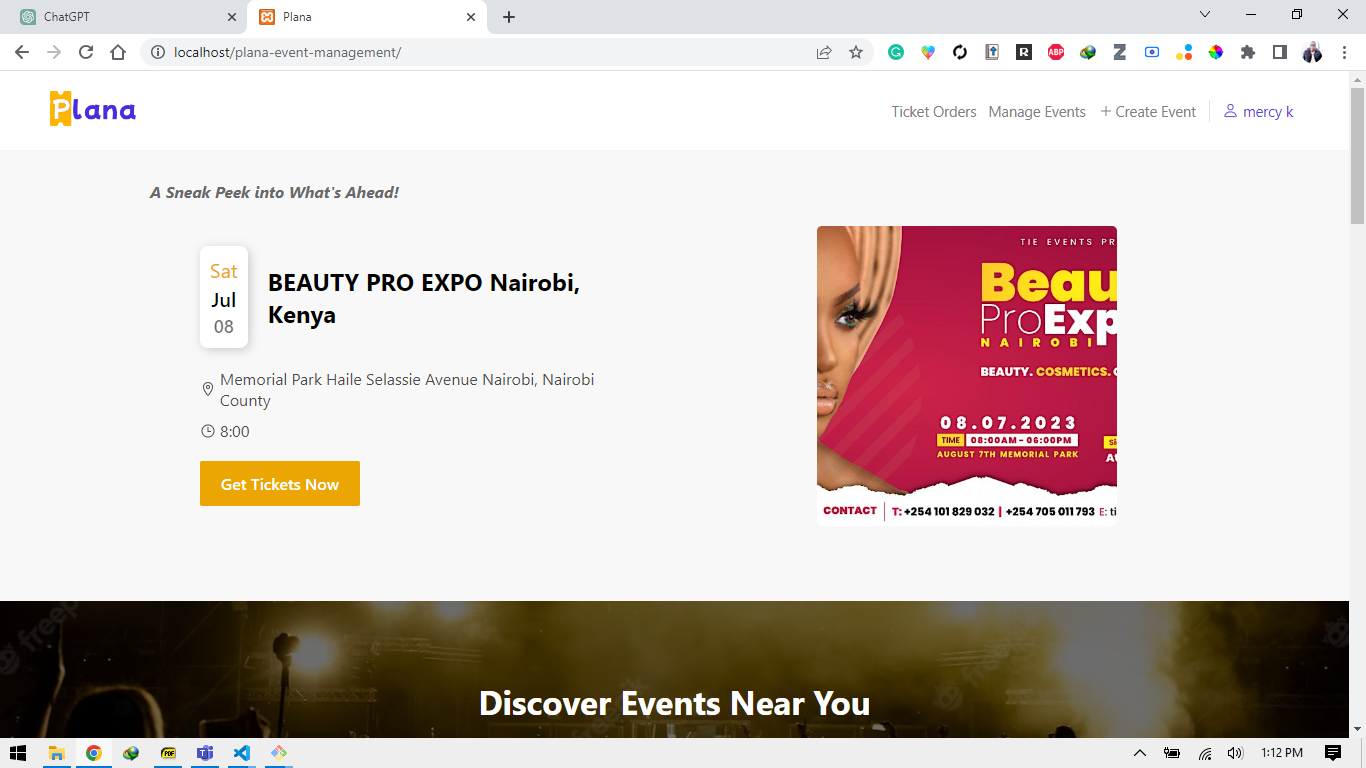 ChatGPT
Plana
localhost/plana-event-management/
ABP
Plana
Ticket Orders
Manage Events
+ Create Event
mercy k
A Sneak Peek into What's Ahead!
Sat
Jul
08
BEAUTY PRO EXPO Nairobi,
Kenya
Memorial Park Haile Selassie Avenue Nairobi, Nairobi
County
8:00
Get Tickets Now
TIE EVENTS PR
Beau
ProExp
NAIROBI
BEAUTY. COSMETICS.
08.07.2023
TIME 08:00AM - 06:00PM
AUGUST 7TH MEMORIAL PARK
CONTACT T: +254 101 829 032 | +254 705 011 793 E: ti
Discover Events Near You
PDF
1:12 PM